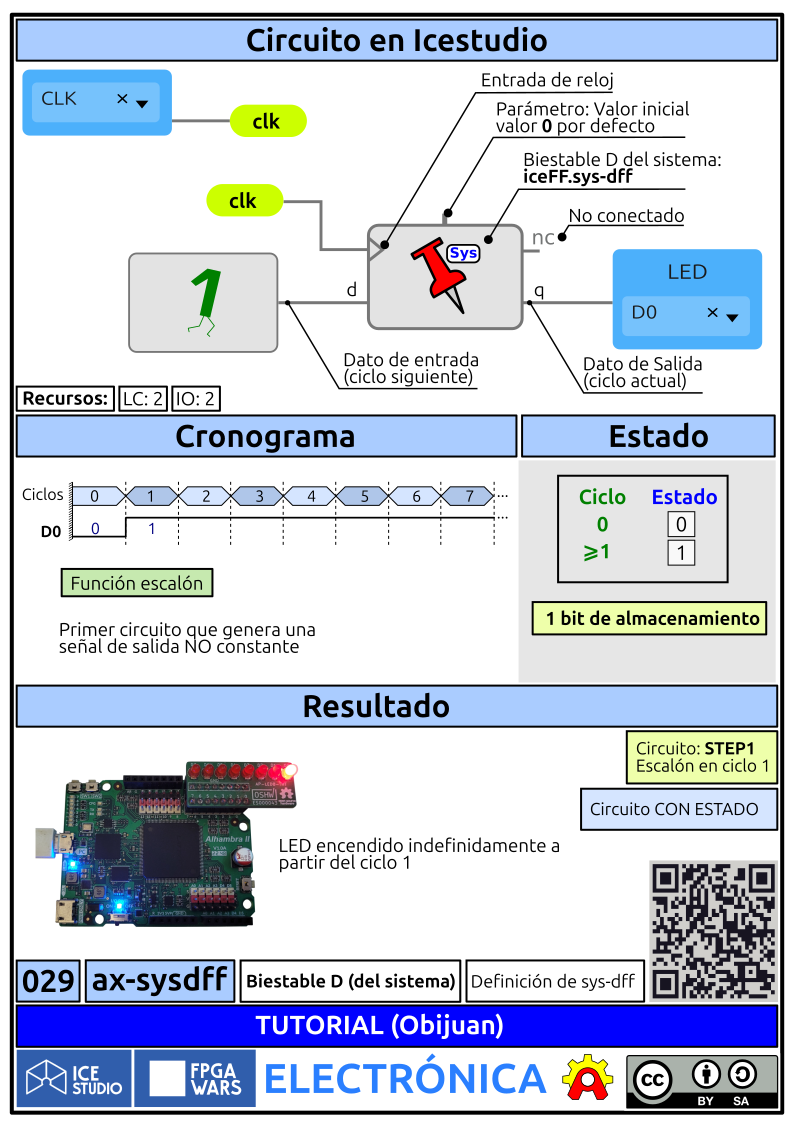 Circuito en Icestudio
CLK
clk
Entrada de reloj
Parámetro: Valor inicial
valor 0 por defecto
Biestable D del sistema:
iceFF.sys-dff
clk
No conectado
nc
Sys
1
d
q
LED
D0
Dato de entrada
(ciclo siguiente)
Dato de Salida
(ciclo actual)
Recursos: LC: 2 IO: 2
Cronograma
Estado
Ciclos 0 1 2 3 4 5 6 7 ...
D0 0 1 ...
Función escalón
Primer circuito que genera una
señal de salida NO constante
Ciclo Estado
0 0
⩾1 1
1 bit de almacenamiento
Resultado
Circuito: STEP1
Escalón en ciclo 1
Circuito CON ESTADO
OSHW
Alhambra II
LED encendido indefinidamente a
partir del ciclo 1
029 ax-sysdff Biestable D (del sistema) Definición de sys-dff
TUTORIAL (Obijuan)
ICE
STUDIO
FPGA
WARS
ELECTRÓNICA
cc
BY SA